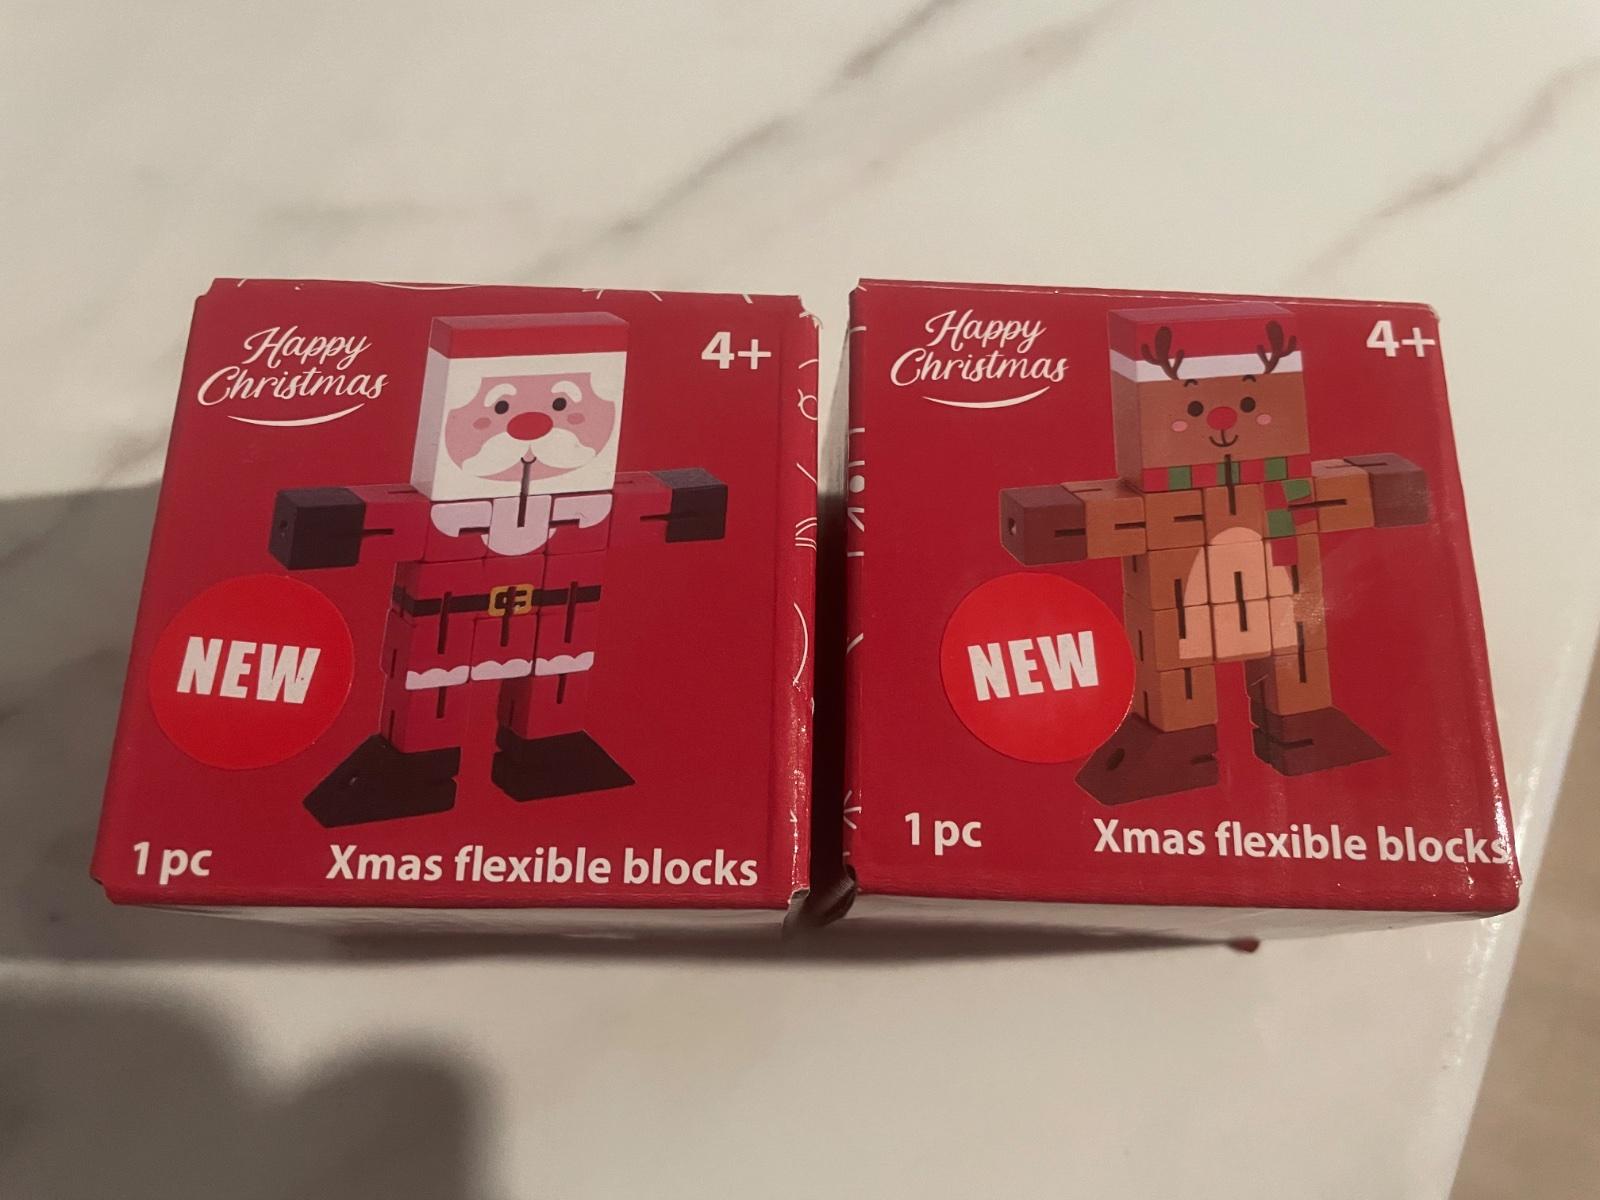 Happy
Christmas
4+
NEW
1 pc
Xmas flexible blocks
Happy
Christmas
4+
NEW
1 pc
Xmas flexible blocks